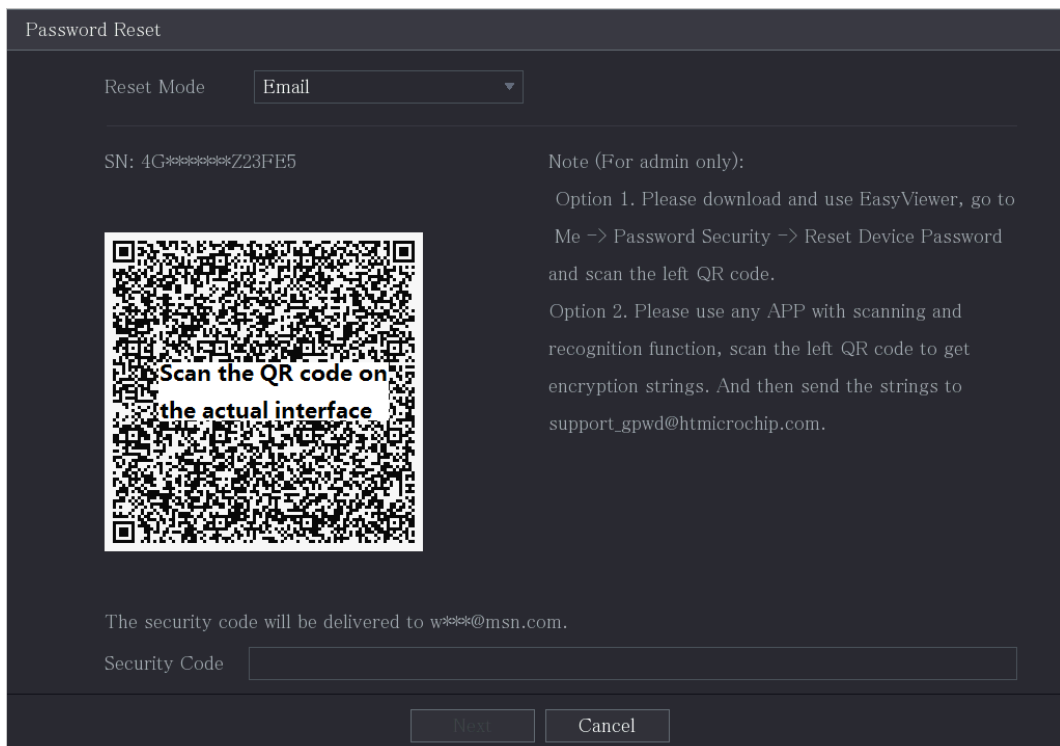 Password Reset
Reset Mode
Email
SN: 4G*******Z23FE5
Note (For admin only):
Option 1. Please download and use EasyViewer, go to
Me -> Password Security -> Reset Device Password
and scan the left QR code.
Option 2. Please use any APP with scanning and
recognition function, scan the left QR code to get
encryption strings. And then send the strings to
support_gpwd@htmicrochip.com.
Scan the QR code on
the actual interface
The security code will be delivered to w***@msn.com.
Security Code
Next
Cancel